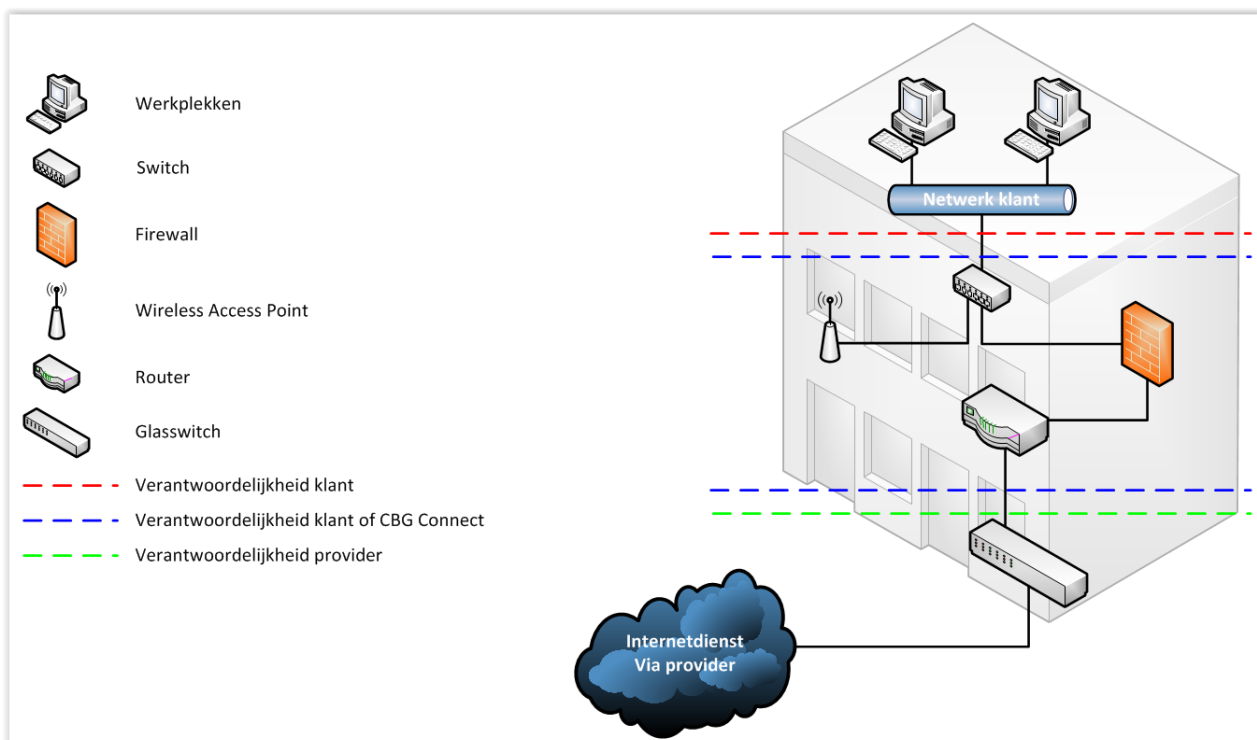 Werkplekken
Switch
Firewall
Wireless Access Point
Router
Glasswitch
Verantwoordelijkheid klant
Verantwoordelijkheid klant of CBG Connect
Verantwoordelijkheid provider
Netwerk klant
Internetdienst
Via provider